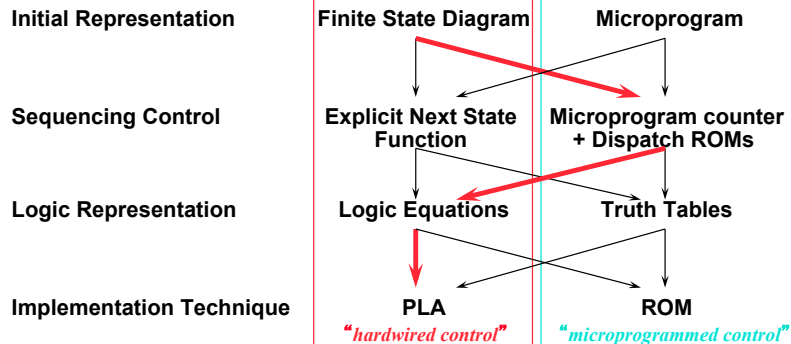 Initial Representation Finite State Diagram Microprogram
Sequencing Control Explicit Next State Microprogram counter
Function + Dispatch ROMs
Logic Representation Logic Equations Truth Tables
Implementation Technique PLA ROM
“hardwired control” “microprogrammed control”